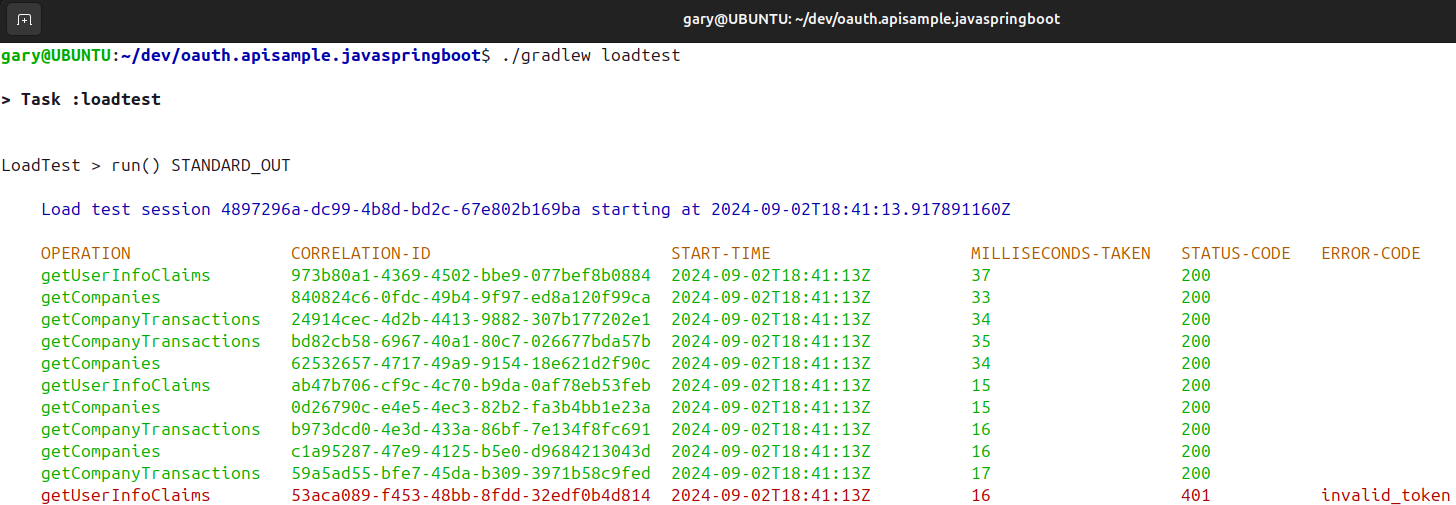 gary@UBUNTU: ~/dev/oauth.apisample.javaspringboot
gary@UBUNTU:~/dev/oauth.apisample.javaspringboot$ ./gradlew loadtest
> Task :loadtest
LoadTest > run() STANDARD_OUT
Load test session 4897296a-dc99-4b8d-bd2c-67e802b169ba starting at 2024-09-02T18:41:13.917891160Z
OPERATION CORRELATION-ID START-TIME MILLISECONDS-TAKEN STATUS-CODE ERROR-CODE
getUserInfoClaims 973b80a1-4369-4502-bbe9-077bef8b0884 2024-09-02T18:41:13Z 37 200
getCompanies 840824c6-0fdc-49b4-9f97-ed8a120f99ca 2024-09-02T18:41:13Z 33 200
getCompanyTransactions 24914cec-4d2b-4413-9882-307b177202e1 2024-09-02T18:41:13Z 34 200
getCompanyTransactions bd82cb58-6967-40a1-80c7-026677bda57b 2024-09-02T18:41:13Z 35 200
getCompanies 62532657-4717-49a9-9154-18e621d2f90c 2024-09-02T18:41:13Z 34 200
getUserInfoClaims ab47b706-cf9c-4c70-b9da-0af78eb53feb 2024-09-02T18:41:13Z 15 200
getCompanies 0d26790c-e4e5-4ec3-82b2-fa3b4bb1e23a 2024-09-02T18:41:13Z 15 200
getCompanyTransactions b973dcd0-4e3d-433a-86bf-7e134f8fc691 2024-09-02T18:41:13Z 16 200
getCompanies c1a95287-47e9-4125-b5e0-d9684213043d 2024-09-02T18:41:13Z 16 200
getCompanyTransactions 59a5ad55-bfe7-45da-b309-3971b58c9fed 2024-09-02T18:41:13Z 17 200
getUserInfoClaims 53aca089-f453-48bb-8fdd-32edf0b4d814 2024-09-02T18:41:13Z 16 401 invalid_token